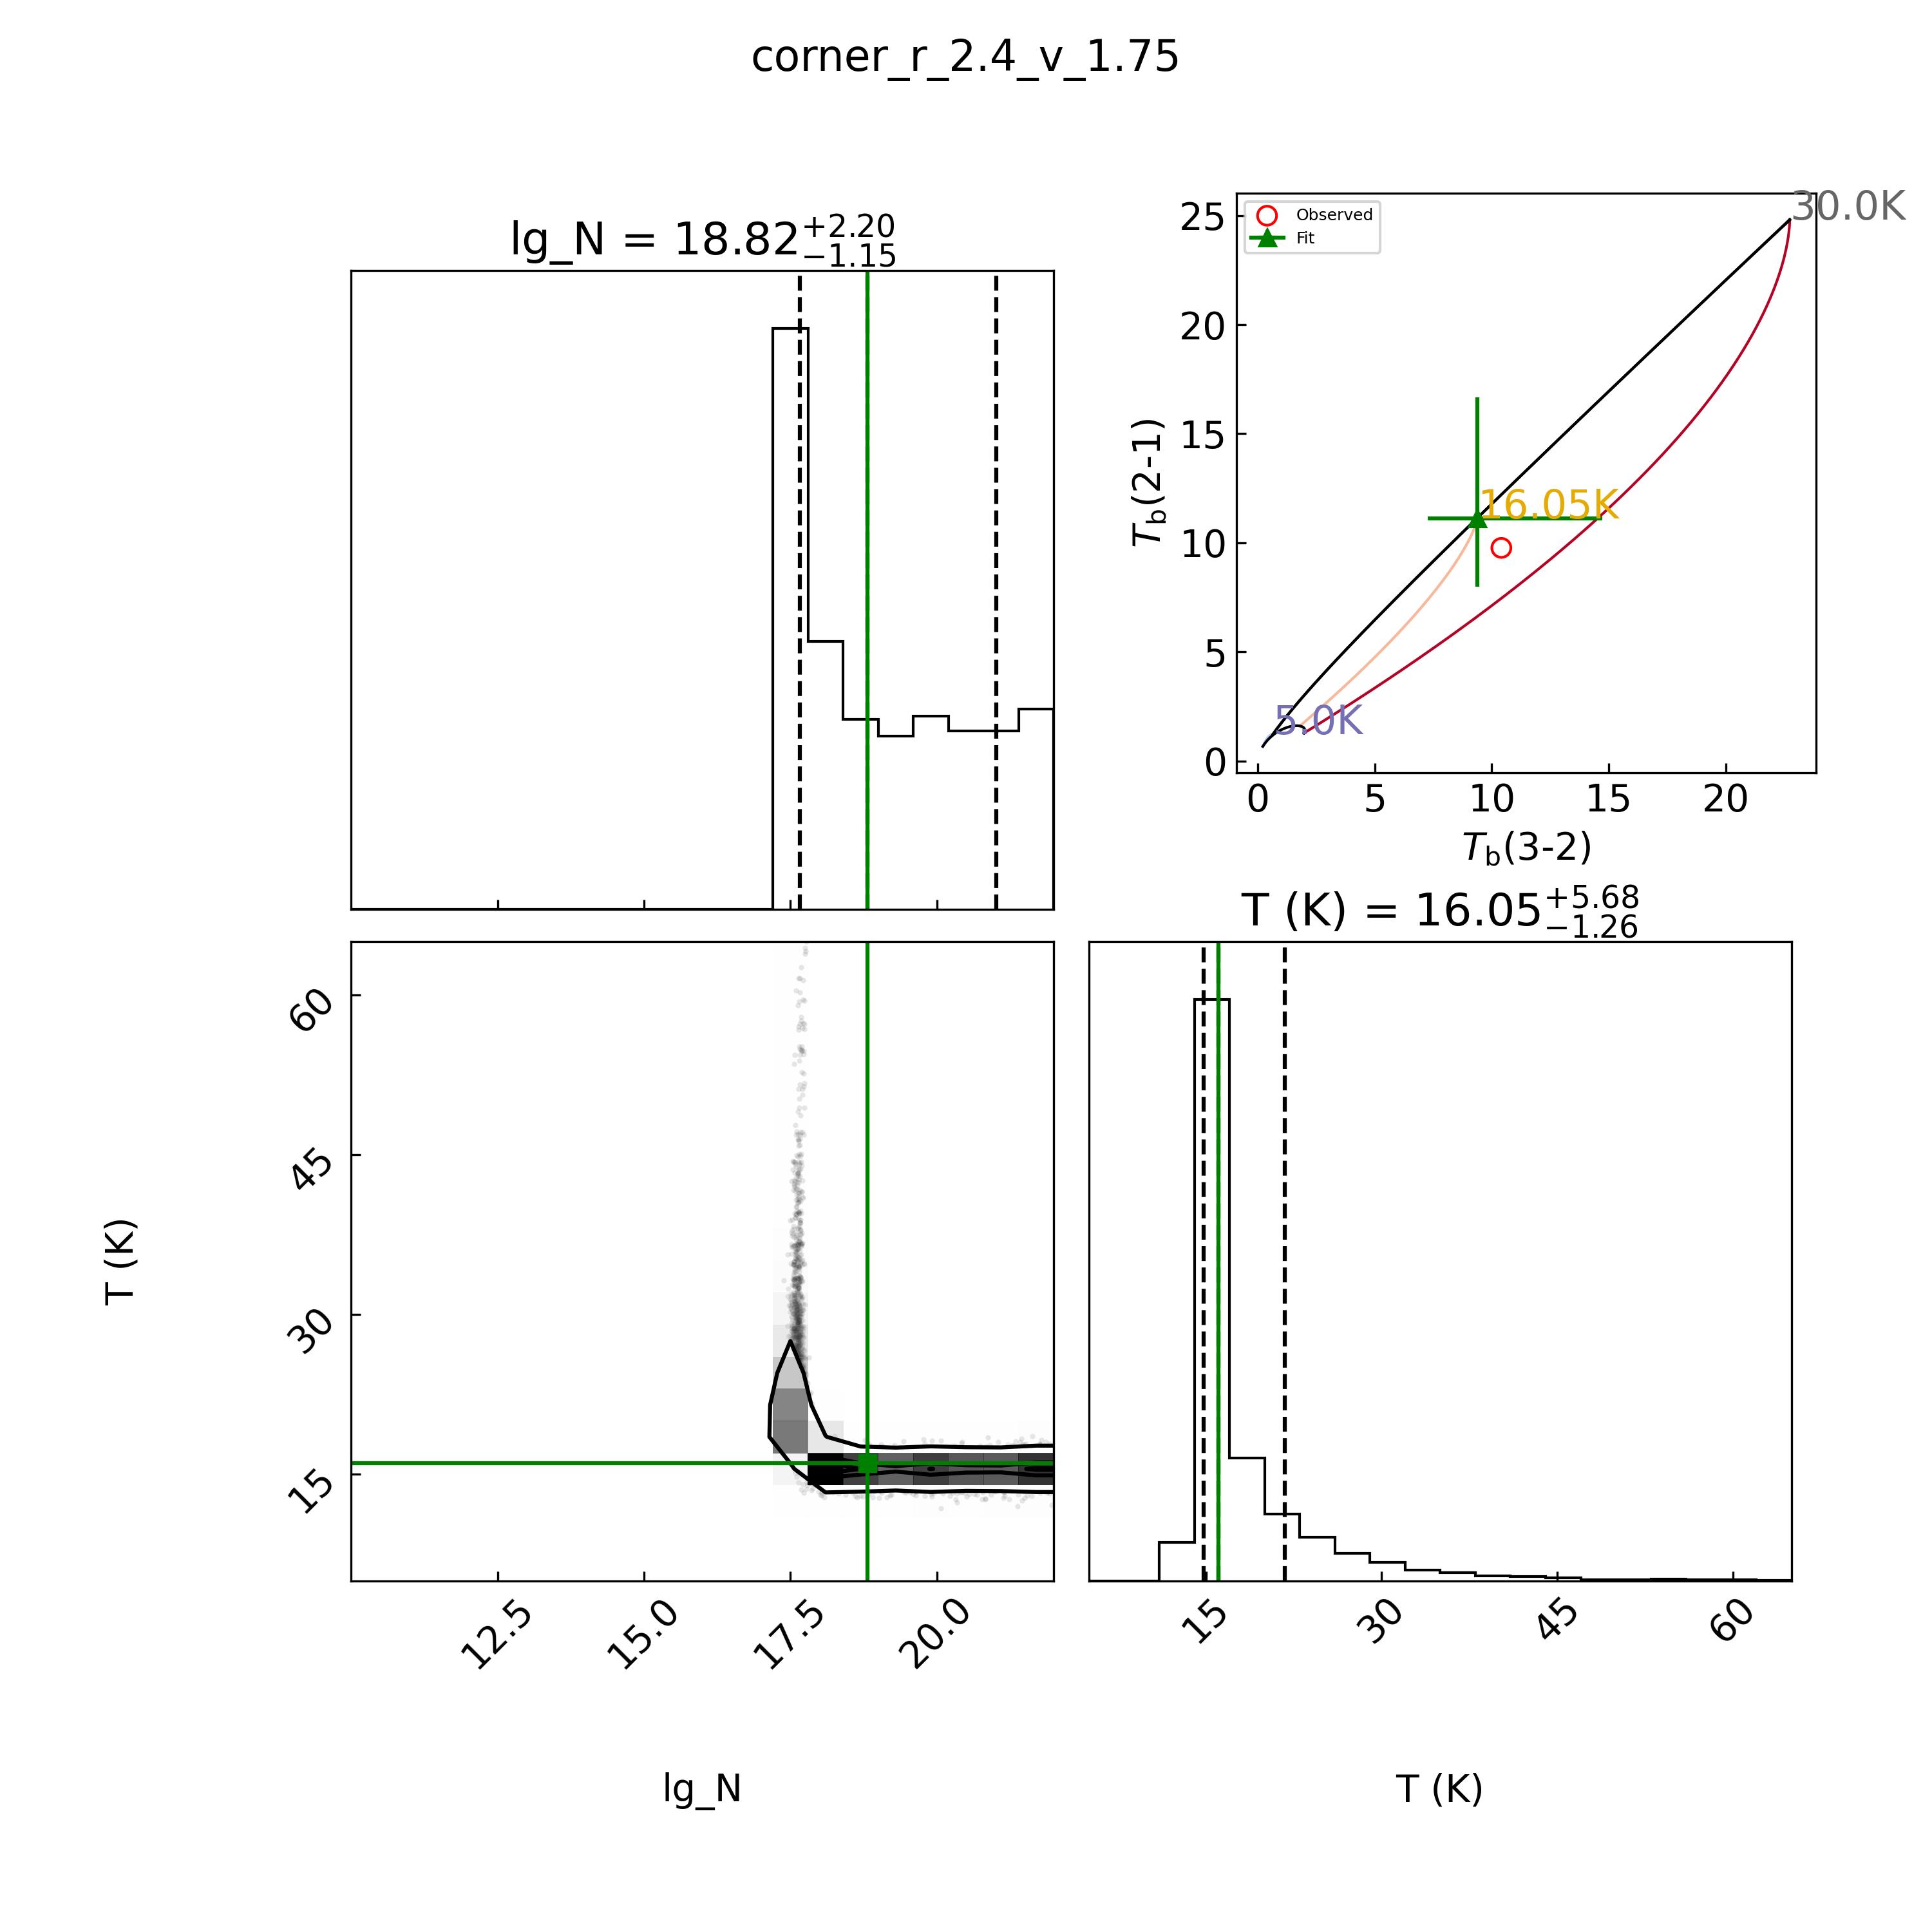 corner_r_2.4_v_1.75
lg_N = 18.82+2.20−1.15
30.0K
25
20
15
10
5
0
Observed
Fit
16.05K
5.0K
Tb(2-1)
0 5 10 15 20
Tb(3-2)
T (K) = 16.05+5.68−1.26
60
45
30
15
T (K)
12.5 15.0 17.5 20.0
15 30 45 60
lg_N
T (K)